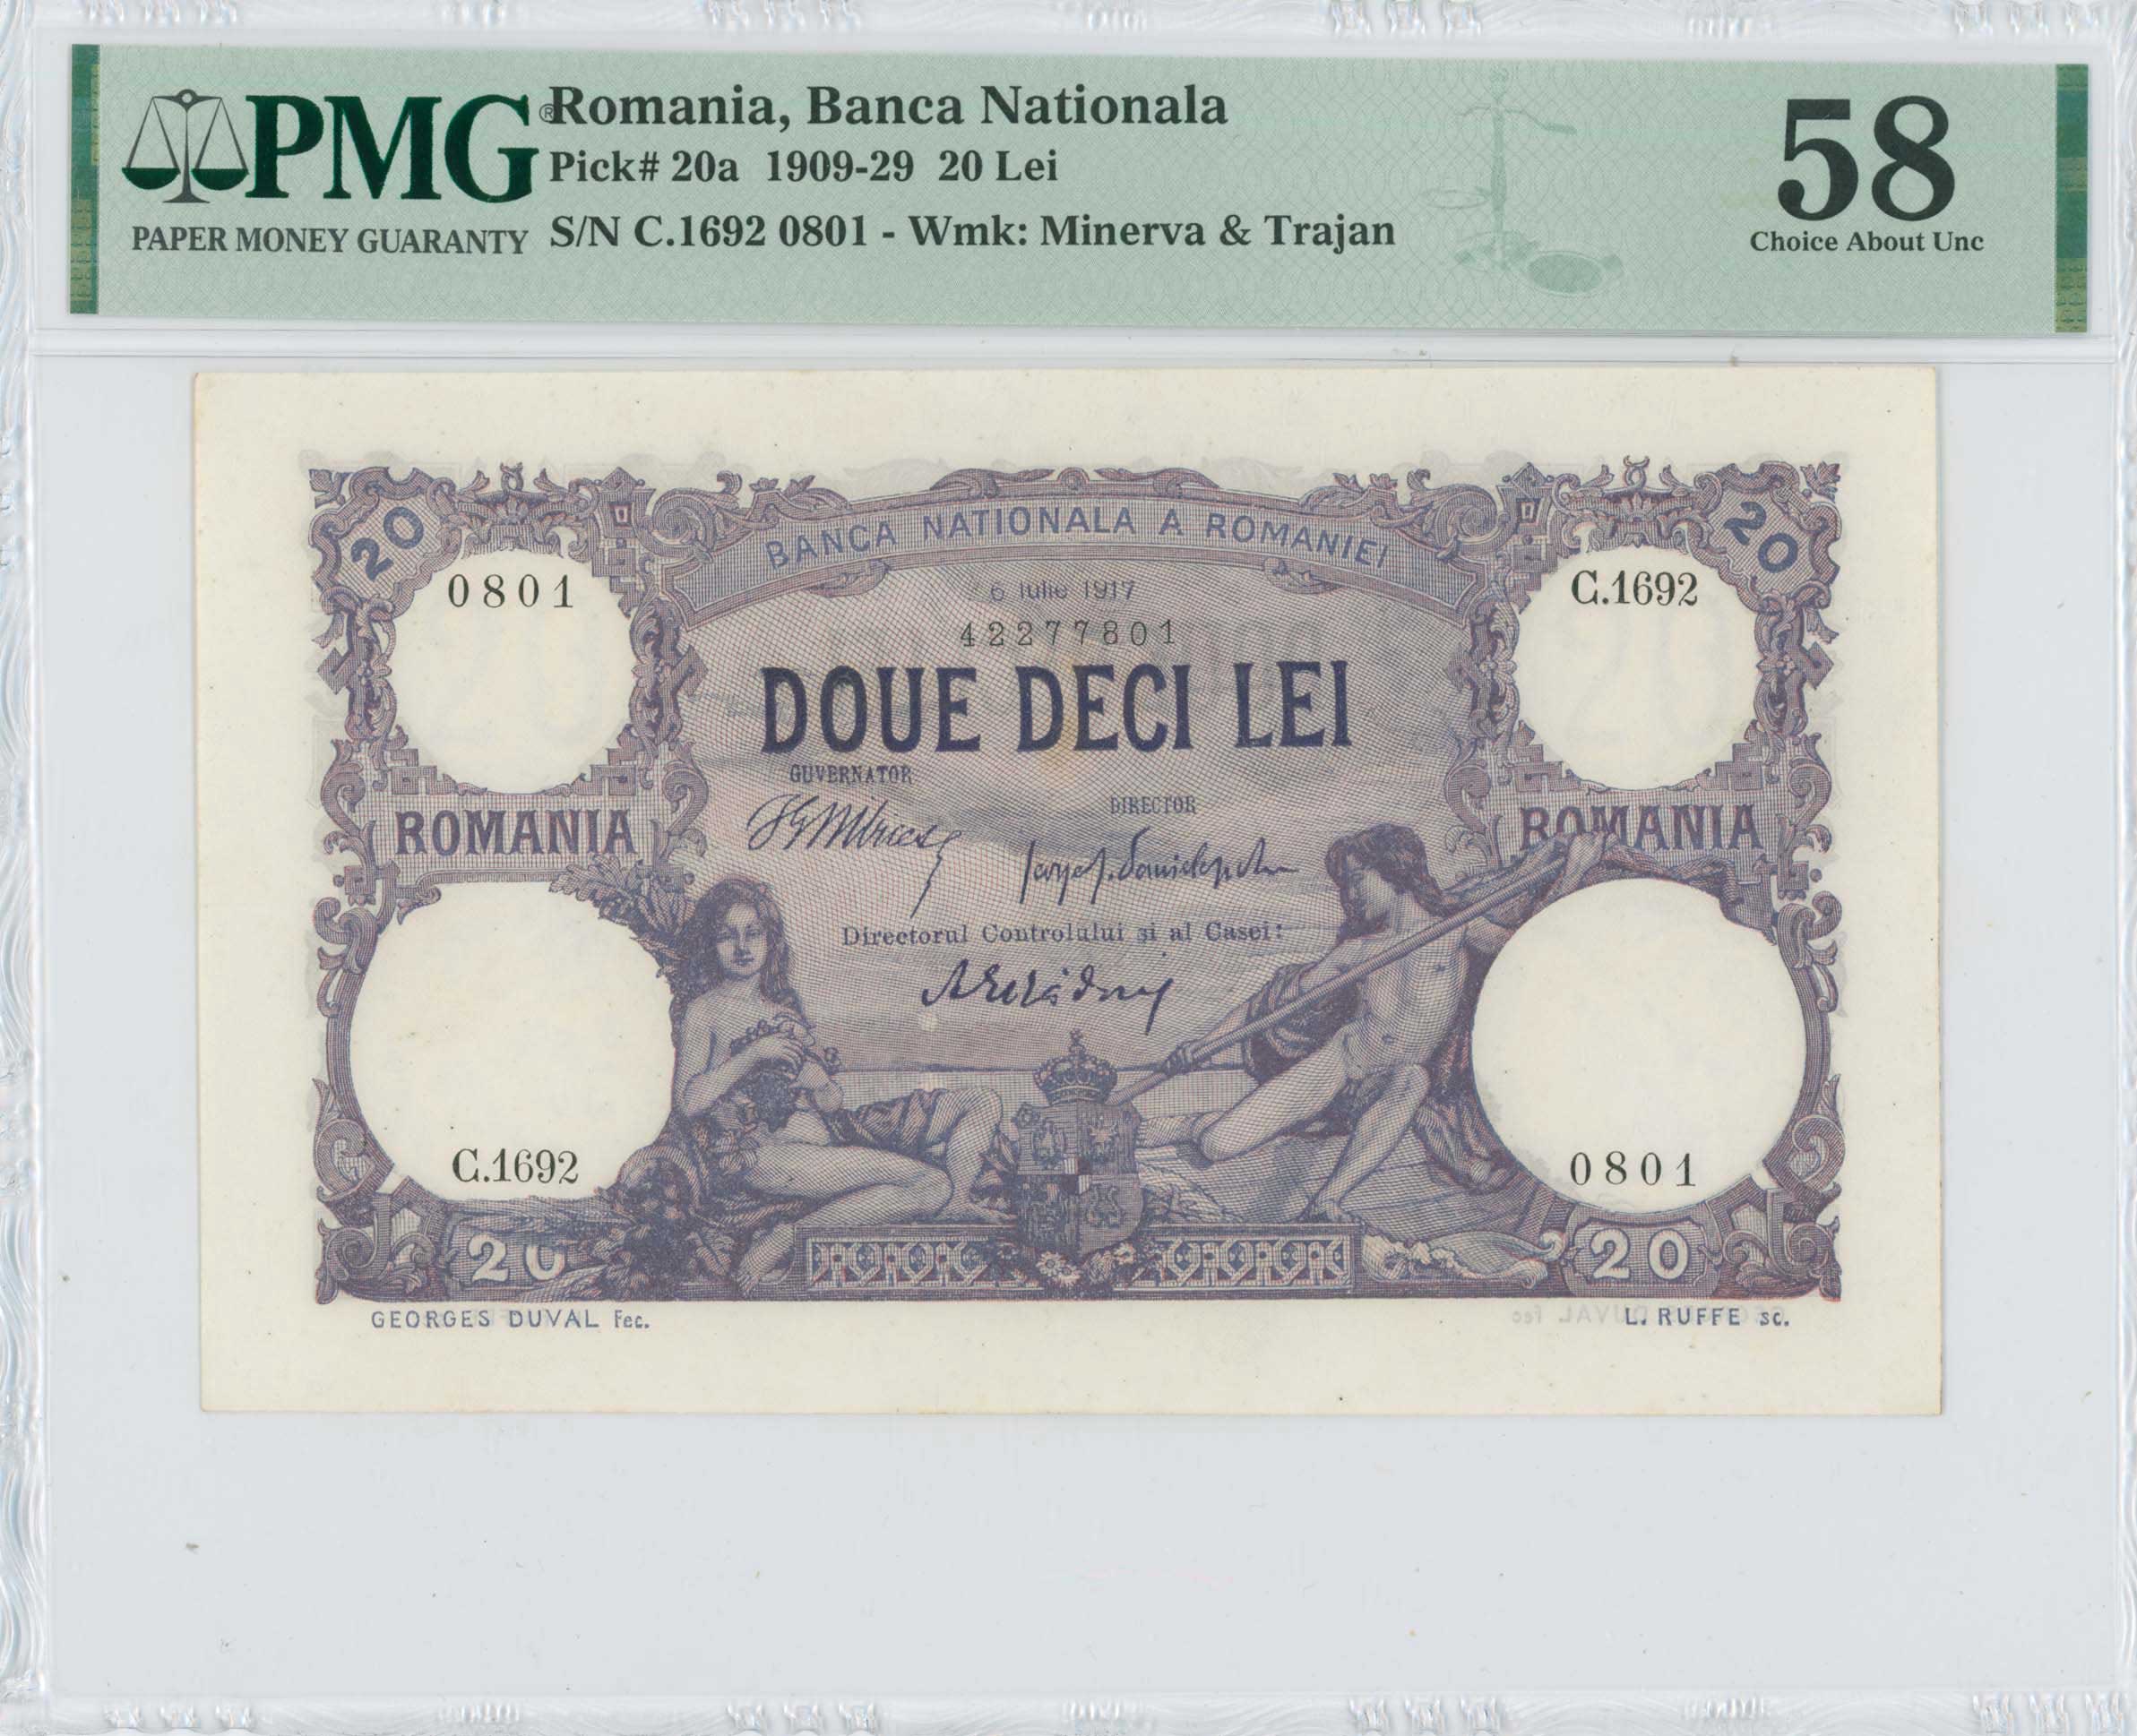 PMG®
PAPER MONEY GUARANTY
Romania, Banca Nationala
Pick# 20a 1909-29 20 Lei
S/N C.1692 0801 - Wmk: Minerva & Trajan
58
Choice About Unc
20
20
BANCA NATIONALA A ROMANIEI
0801
C.1692
6 Iulie 1917
42277801
DOUE DECI LEI
GUVERNATOR
DIRECTOR
ROMANIA
ROMANIA
Directorul Controlului si al Casei:
C.1692
0801
20
20
GEORGES DUVAL Fec.
L. RUFFE sc.